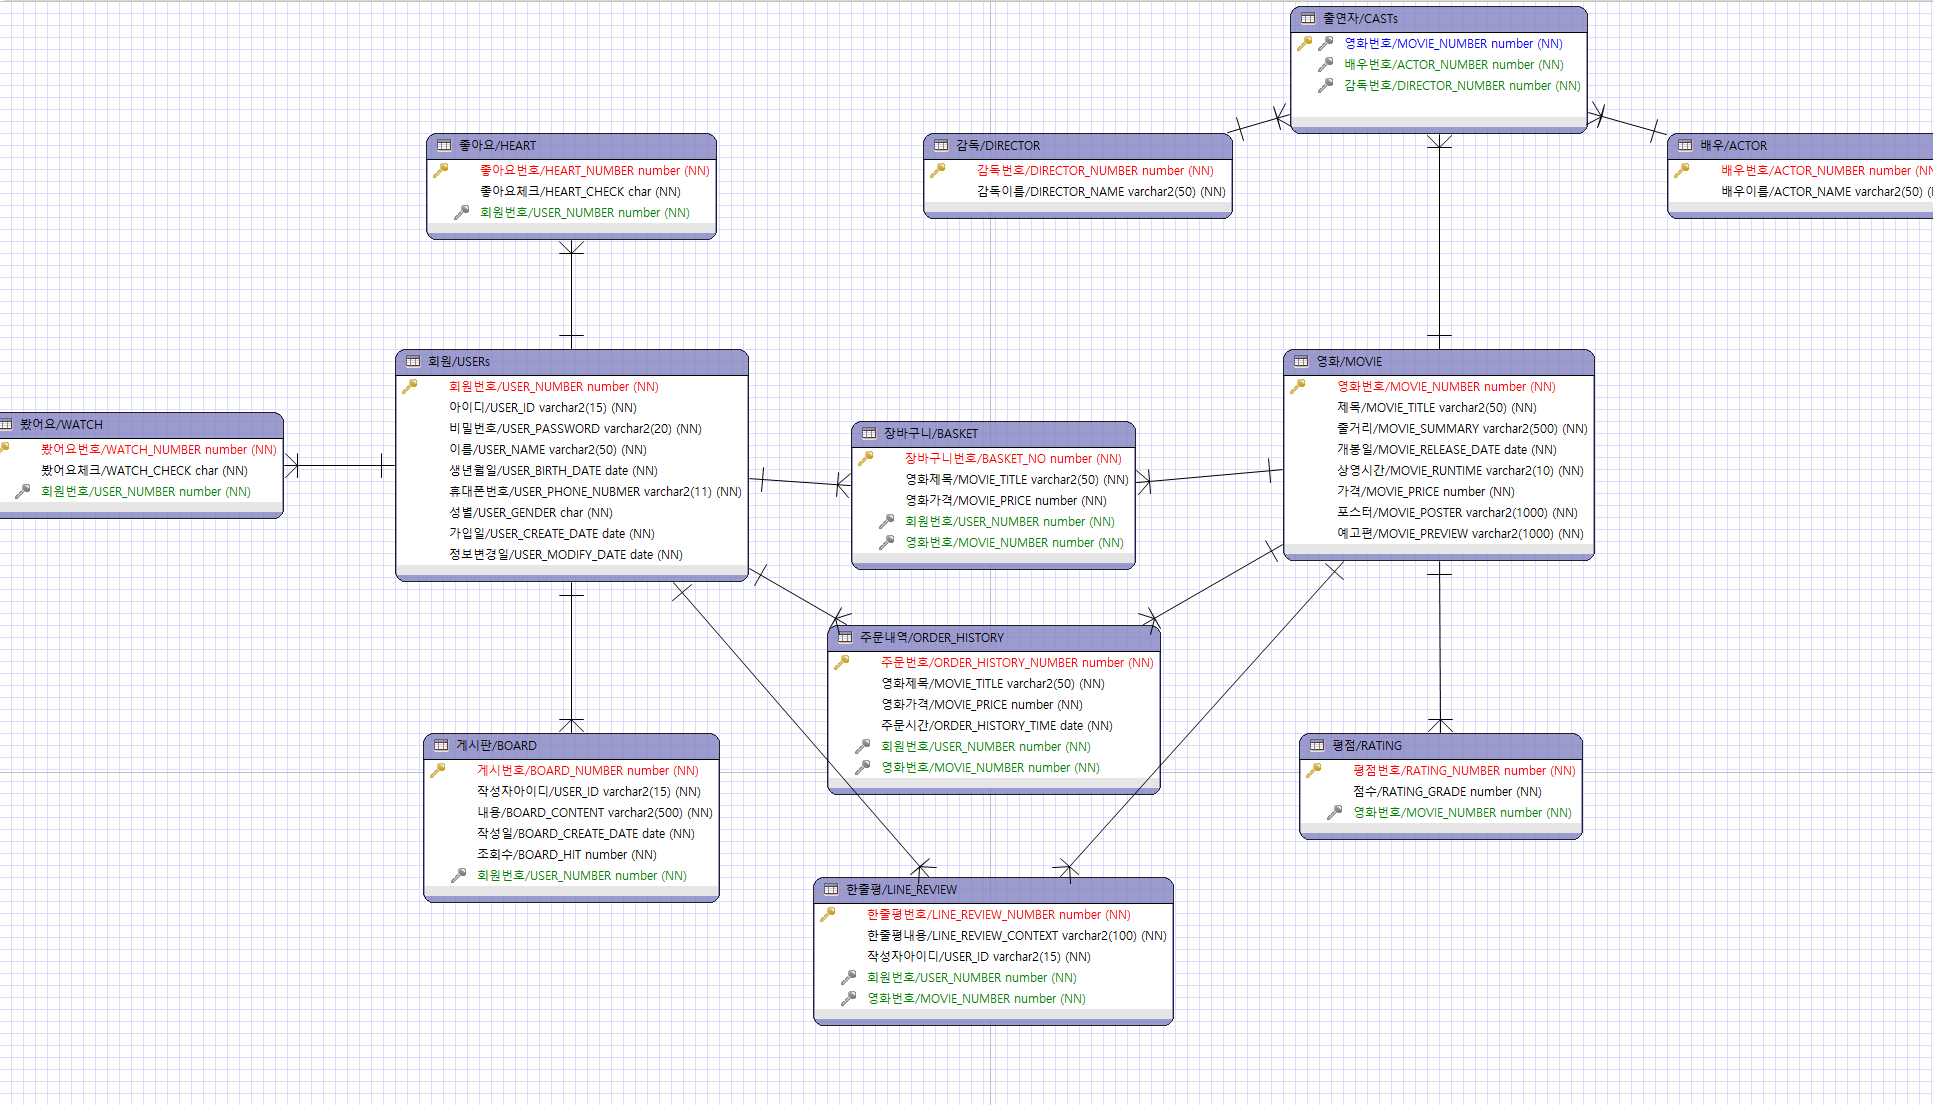 출연자/CASTs
영화번호/MOVIE_NUMBER number (NN)
배우번호/ACTOR_NUMBER number (NN)
감독번호/DIRECTOR_NUMBER number (NN)
좋아요/HEART
좋아요번호/HEART_NUMBER number (NN)
좋아요체크/HEART_CHECK char (NN)
회원번호/USER_NUMBER number (NN)
감독/DIRECTOR
감독번호/DIRECTOR_NUMBER number (NN)
감독이름/DIRECTOR_NAME varchar2(50) (NN)
배우/ACTOR
배우번호/ACTOR_NUMBER number
배우이름/ACTOR_NAME varchar2(50)
회원/USERs
회원번호/USER_NUMBER number (NN)
아이디/USER_ID varchar2(15) (NN)
비밀번호/USER_PASSWORD varchar2(20) (NN)
이름/USER_NAME varchar2(50) (NN)
생년월일/USER_BIRTH_DATE date (NN)
휴대폰번호/USER_PHONE_NUBMER varchar2(11) (NN)
성별/USER_GENDER char (NN)
가입일/USER_CREATE_DATE date (NN)
정보변경일/USER_MODIFY_DATE date (NN)
영화/MOVIE
영화번호/MOVIE_NUMBER number (NN)
제목/MOVIE_TITLE varchar2(50) (NN)
줄거리/MOVIE_SUMMARY varchar2(500) (NN)
개봉일/MOVIE_RELEASE_DATE date (NN)
상영시간/MOVIE_RUNTIME varchar2(10) (NN)
가격/MOVIE_PRICE number (NN)
포스터/MOVIE_POSTER varchar2(1000) (NN)
예고편/MOVIE_PREVIEW varchar2(1000) (NN)
봤어요/WATCH
봤어요번호/WATCH_NUMBER number (NN)
봤어요체크/WATCH_CHECK char (NN)
회원번호/USER_NUMBER number (NN)
장바구니/BASKET
장바구니번호/BASKET_NO number (NN)
영화제목/MOVIE_TITLE varchar2(50) (NN)
영화가격/MOVIE_PRICE number (NN)
회원번호/USER_NUMBER number (NN)
영화번호/MOVIE_NUMBER number (NN)
주문내역/ORDER_HISTORY
주문번호/ORDER_HISTORY_NUMBER number (NN)
영화제목/MOVIE_TITLE varchar2(50) (NN)
영화가격/MOVIE_PRICE number (NN)
주문시간/ORDER_HISTORY_TIME date (NN)
회원번호/USER_NUMBER number (NN)
영화번호/MOVIE_NUMBER number (NN)
게시판/BOARD
게시번호/BOARD_NUMBER number (NN)
작성자아이디/USER_ID varchar2(15) (NN)
내용/BOARD_CONTENT varchar2(500) (NN)
작성일/BOARD_CREATE_DATE date (NN)
조회수/BOARD_HIT number (NN)
회원번호/USER_NUMBER number (NN)
평점/RATING
평점번호/RATING_NUMBER number (NN)
점수/RATING_GRADE number (NN)
영화번호/MOVIE_NUMBER number (NN)
한줄평/LINE_REVIEW
한줄평번호/LINE_REVIEW_NUMBER number (NN)
한줄평내용/LINE_REVIEW_CONTEXT varchar2(100) (NN)
작성자아이디/USER_ID varchar2(15) (NN)
회원번호/USER_NUMBER number (NN)
영화번호/MOVIE_NUMBER number (NN)